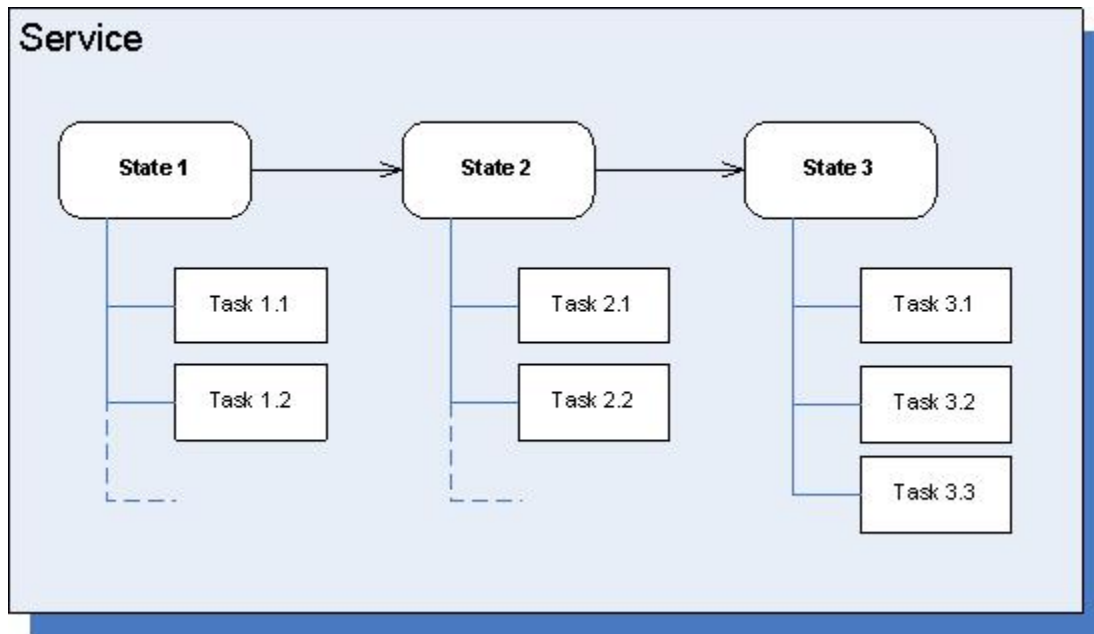 Service
State 1
State 2
State 3
Task 1.1
Task 2.1
Task 3.1
Task 1.2
Task 2.2
Task 3.2
Task 3.3